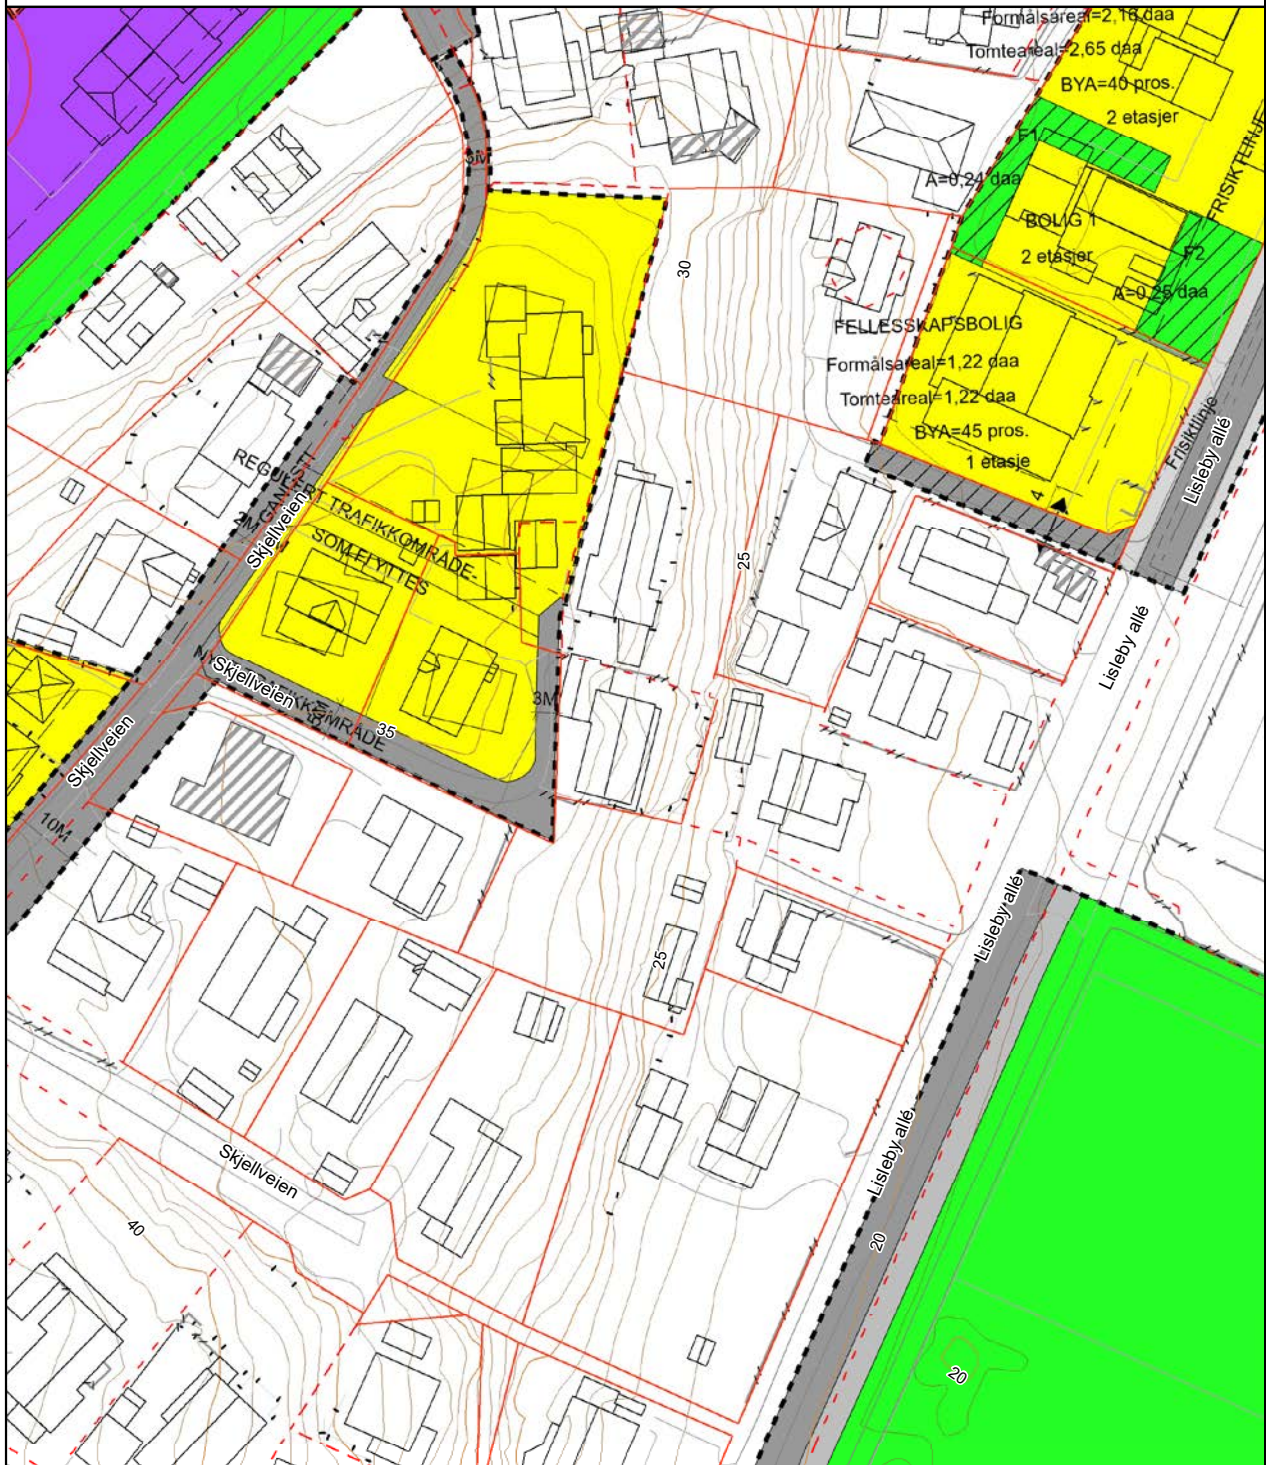 Formålsareal=2,16 daa
Tomteareal=2,65 daa
BYA=40 pros.
2 etasjer
F1
A=0,24 daa
FRISIKTLINJE
BOLIG 1
2 etasjer
F2
A=0,25 daa
30
FELLESSKAPSBOLIG
Formålsareal=1,22 daa
Tomteareal=1,22 daa
BYA=45 pros.
1 etasje
Frisiktlinje
Lisleby allé
4
REGULERT TRAFIKKOMRÅDE-
SOM FLYTTES
2M
Skjellveien
25
Lisleby allé
Skjellveien
35
3M
Skjellveien
10M
Lisleby allé
25
Lisleby allé
Skjellveien
40
20
20